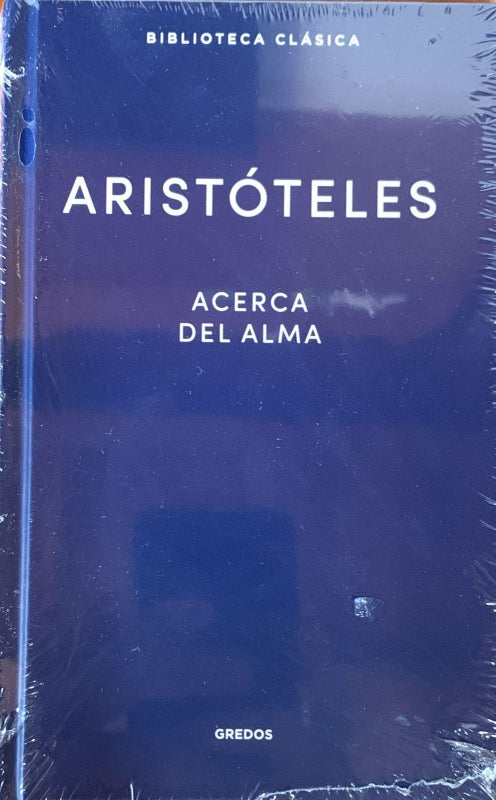 BIBLIOTECA CLÁSICA
ARISTÓTELES
ACERCA
DEL ALMA
GREDOS